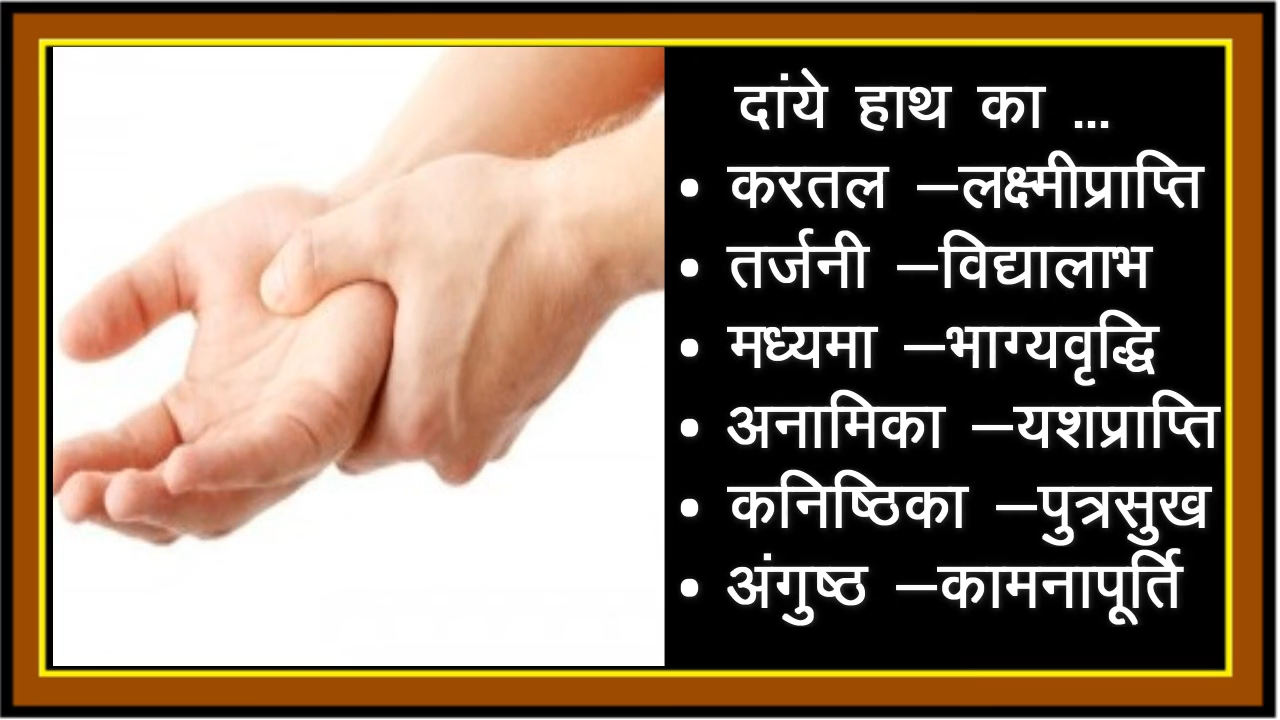 दांये हाथ का ...
• करतल –लक्ष्मीप्राप्ति
• तर्जनी –विद्यालाभ
• मध्यमा –भाग्यवृद्धि
• अनामिका –यशप्राप्ति
• कनिष्ठिका –पुत्रसुख
• अंगुष्ठ –कामनापूर्ति